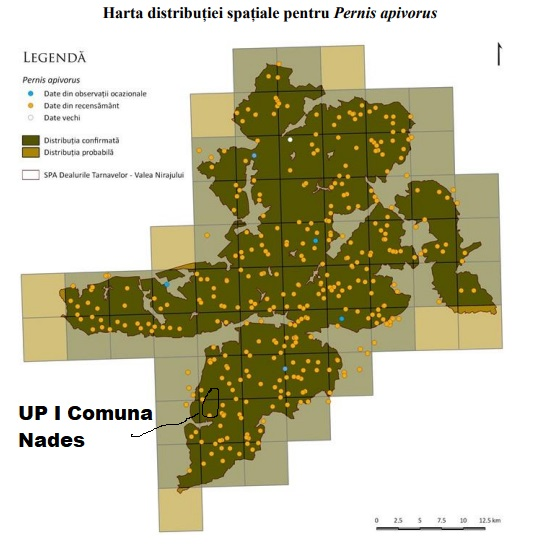 Harta distribuției spațiale pentru Pernis apivorus
LEGENDĂ
Pernis apivorus
Date din observații ocazionale
Date din recensământ
Date vechi
Distribuția confirmată
Distribuția probabilă
SPA Dealurile Tarnavelor - Valea Nirajului
UP I Comuna
Nades
0 2.5 5 7.5 10 12.5 km